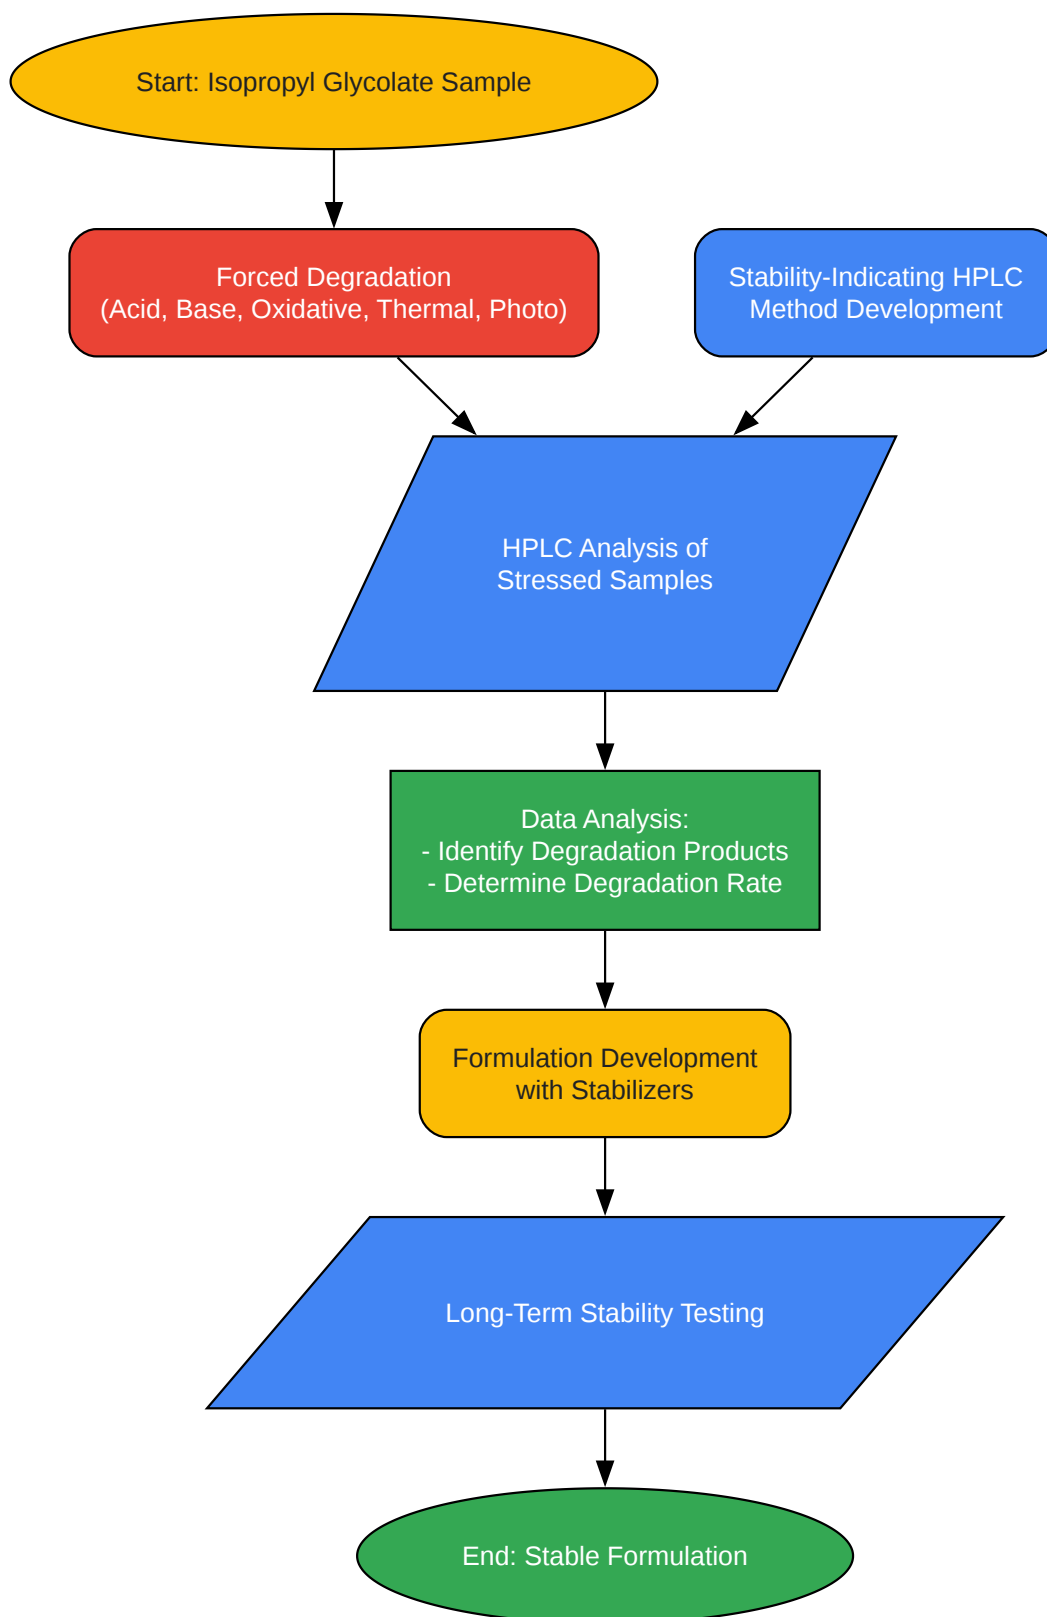 Start: Isopropyl Glycolate Sample
Forced Degradation
(Acid, Base, Oxidative, Thermal, Photo)
Stability-Indicating HPLC
Method Development
HPLC Analysis of
Stressed Samples
Data Analysis:
- Identify Degradation Products
- Determine Degradation Rate
Formulation Development
with Stabilizers
Long-Term Stability Testing
End: Stable Formulation